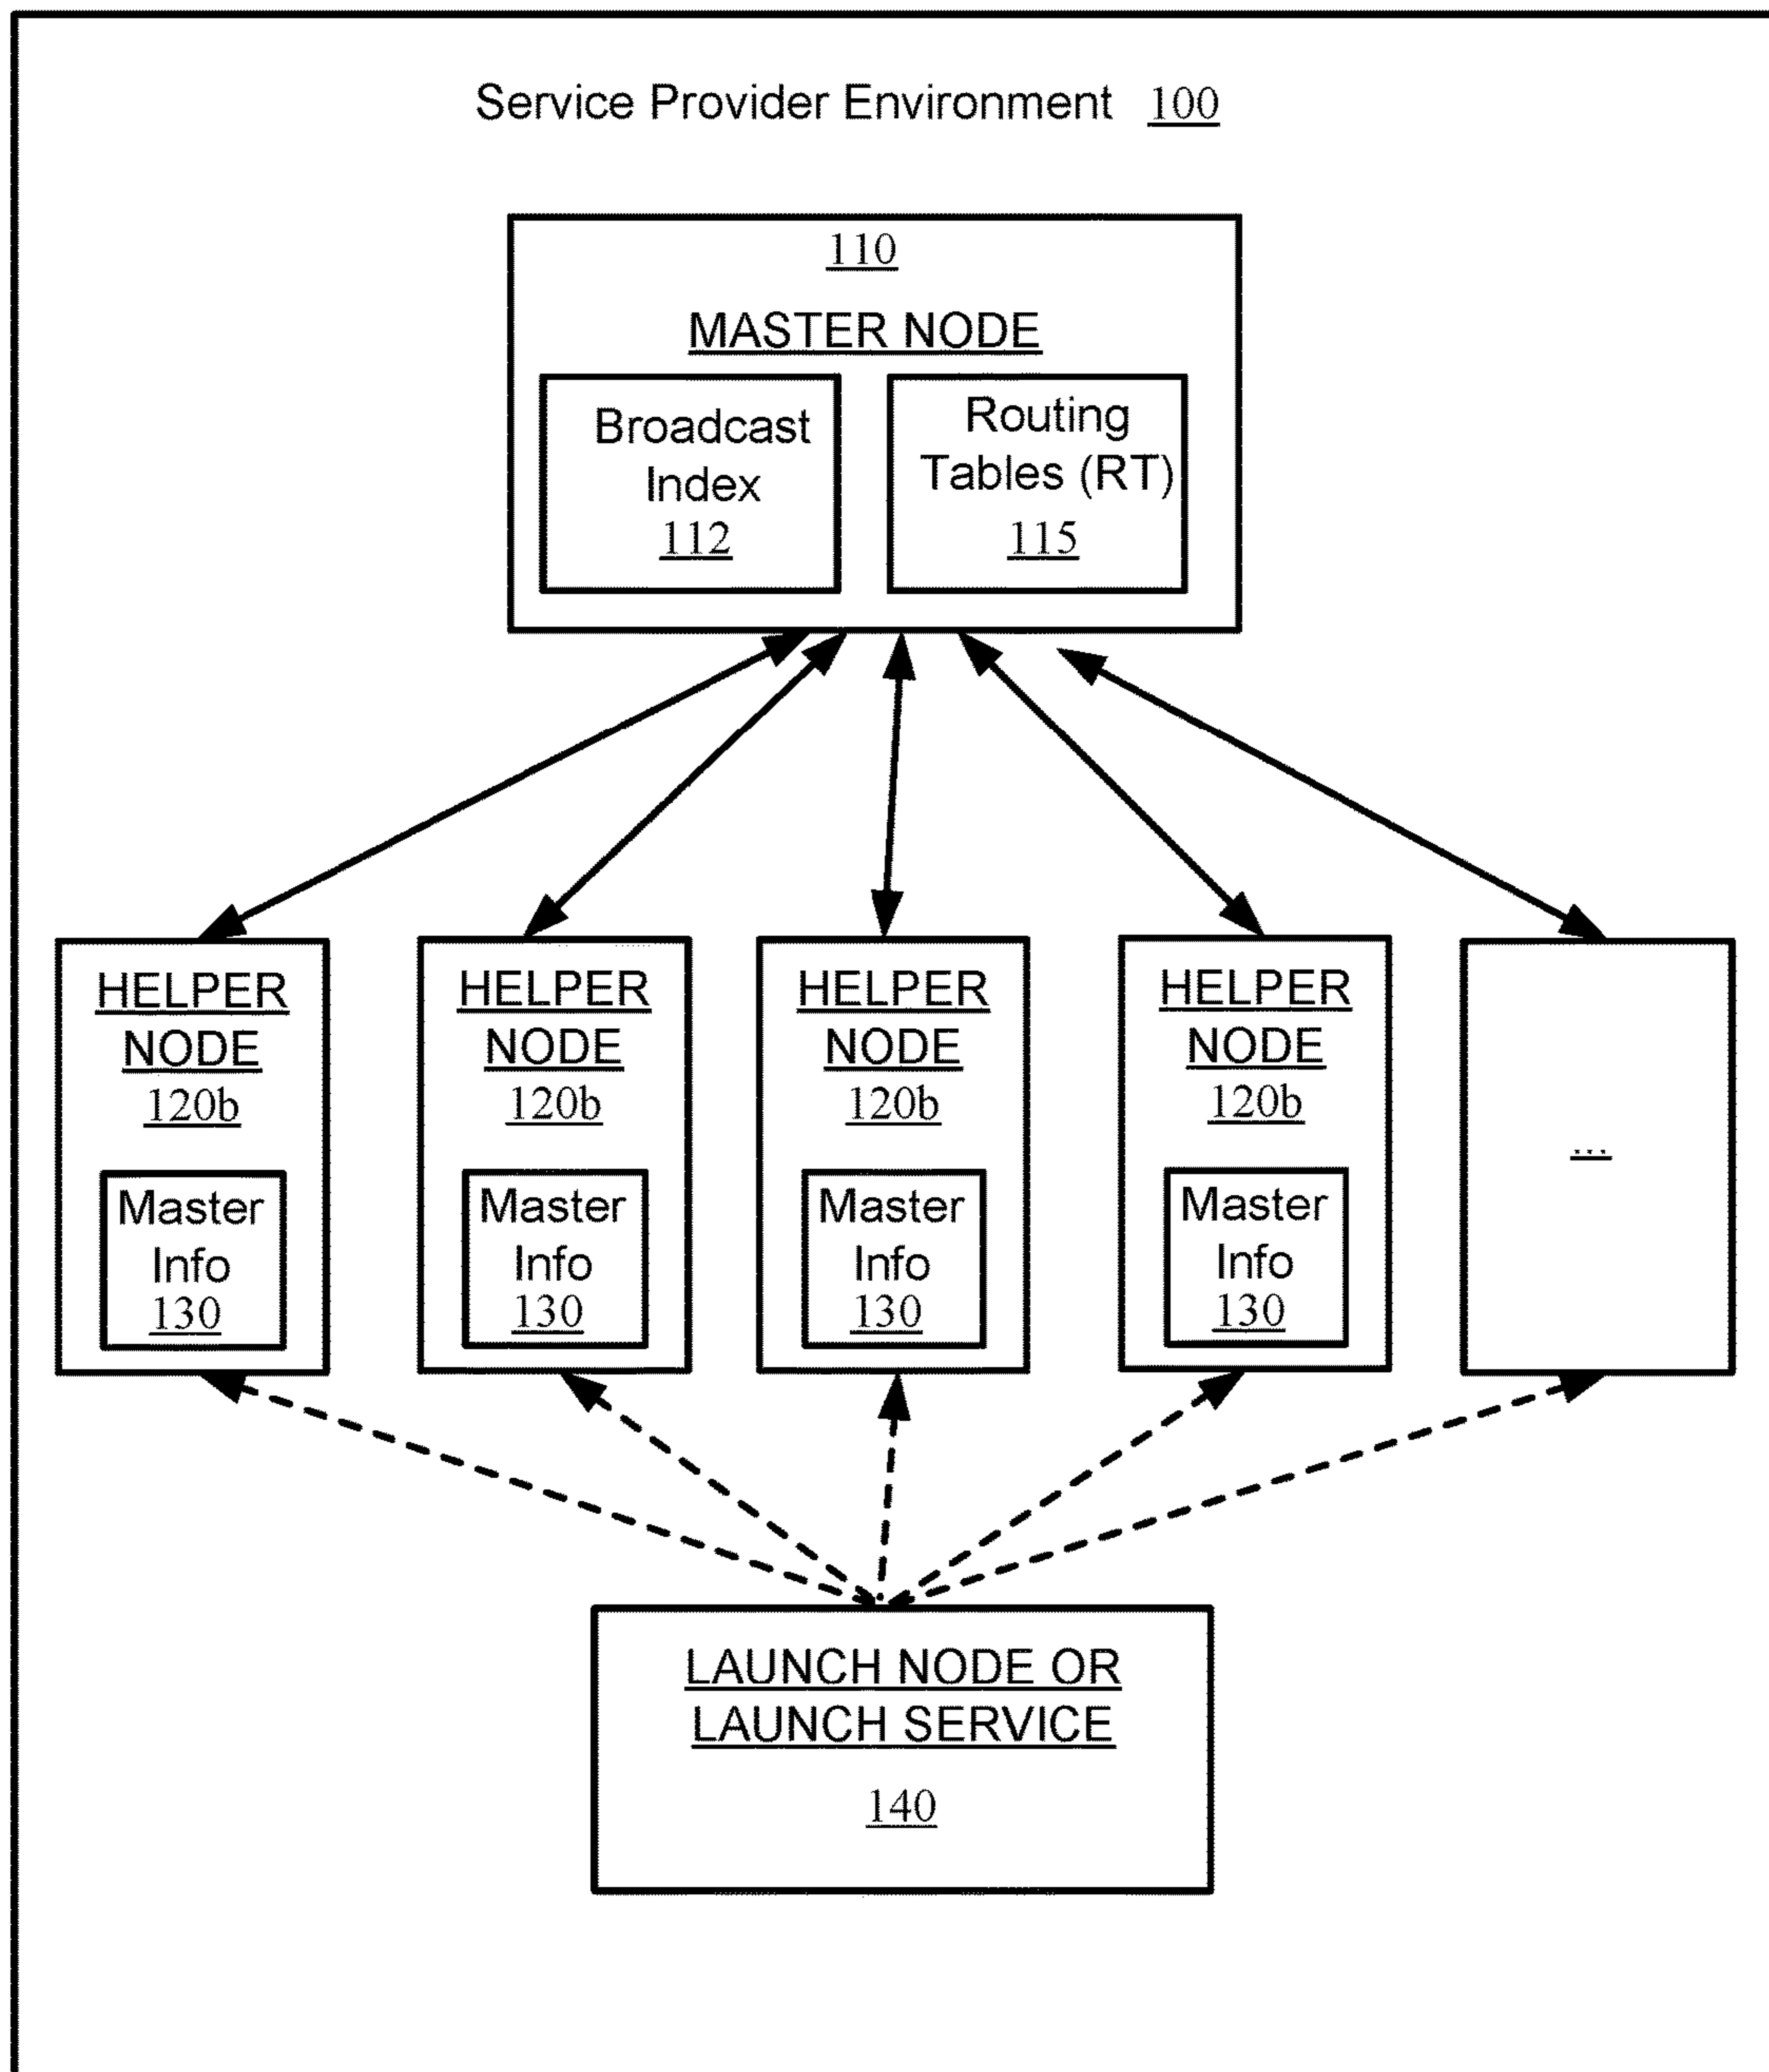 Service Provider Environment 100
110
MASTER NODE
Broadcast
Index
112
Routing
Tables (RT)
115
HELPER
NODE
120b
Master
Info
130
HELPER
NODE
120b
Master
Info
130
HELPER
NODE
120b
Master
Info
130
HELPER
NODE
120b
Master
Info
130
...
LAUNCH NODE OR
LAUNCH SERVICE
140